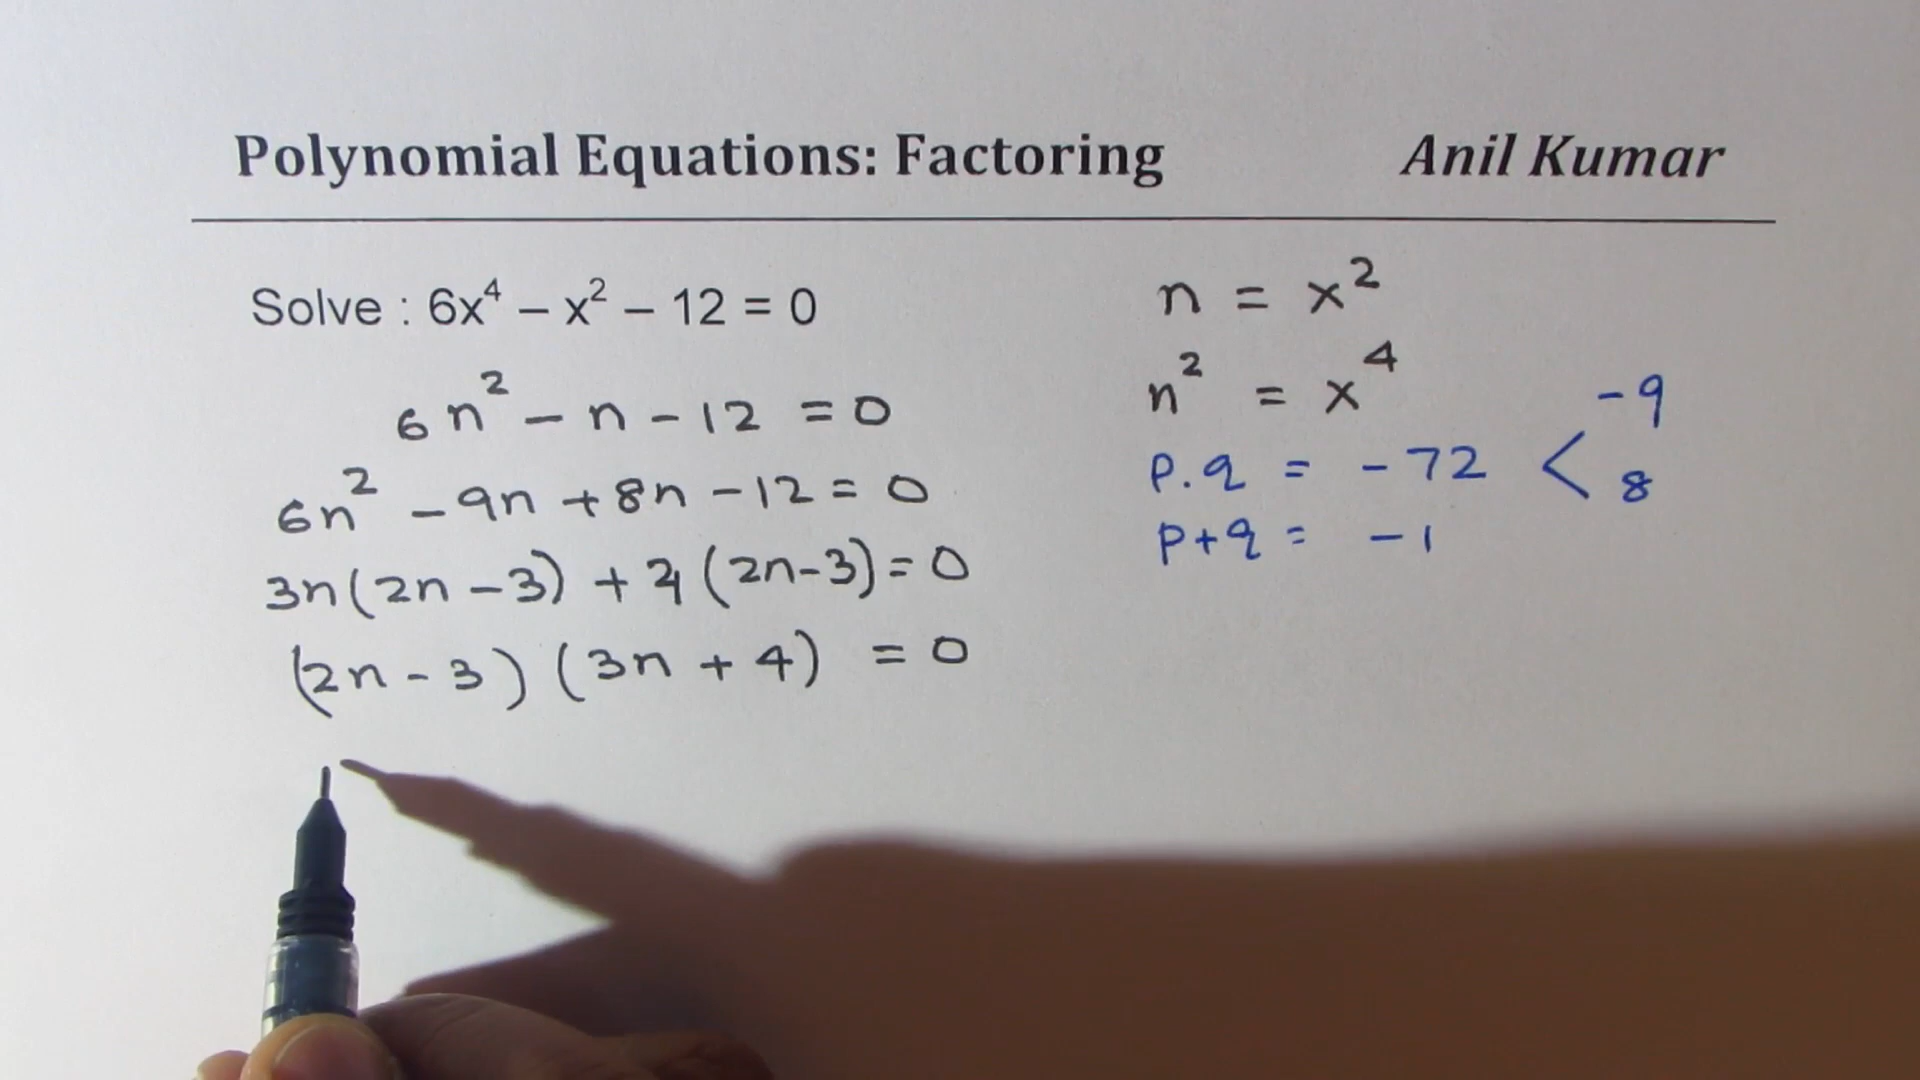 Polynomial Equations: Factoring Anil Kumar
Solve : 6x⁴ – x² – 12 = 0
6n² – n – 12 = 0
6n² – 9n + 8n – 12 = 0
3n(2n – 3) + 4(2n – 3) = 0
(2n – 3)(3n + 4) = 0
n = x²
n² = x⁴
p.q = – 72 < – 9
8
p+q = – 1